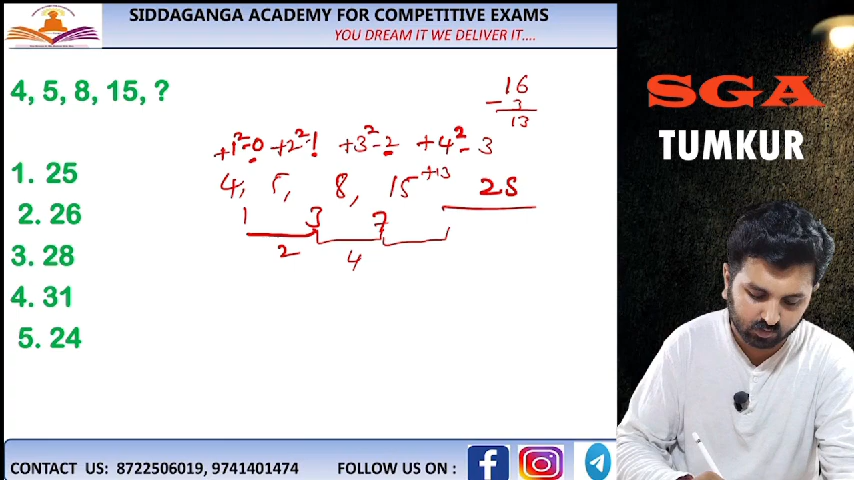 SIDDAGANGA ACADEMY FOR COMPETITIVE EXAMS
YOU DREAM IT WE DELIVER IT....
4, 5, 8, 15, ?
1. 25
2. 26
3. 28
4. 31
5. 24
16
- 3
13
+1²-0 +2²-1 +3²-2 +4²-3
4, 5, 8, 15 +13 28
1 3 7
2 4
SGA
TUMKUR
CONTACT US: 8722506019, 9741401474 FOLLOW US ON :